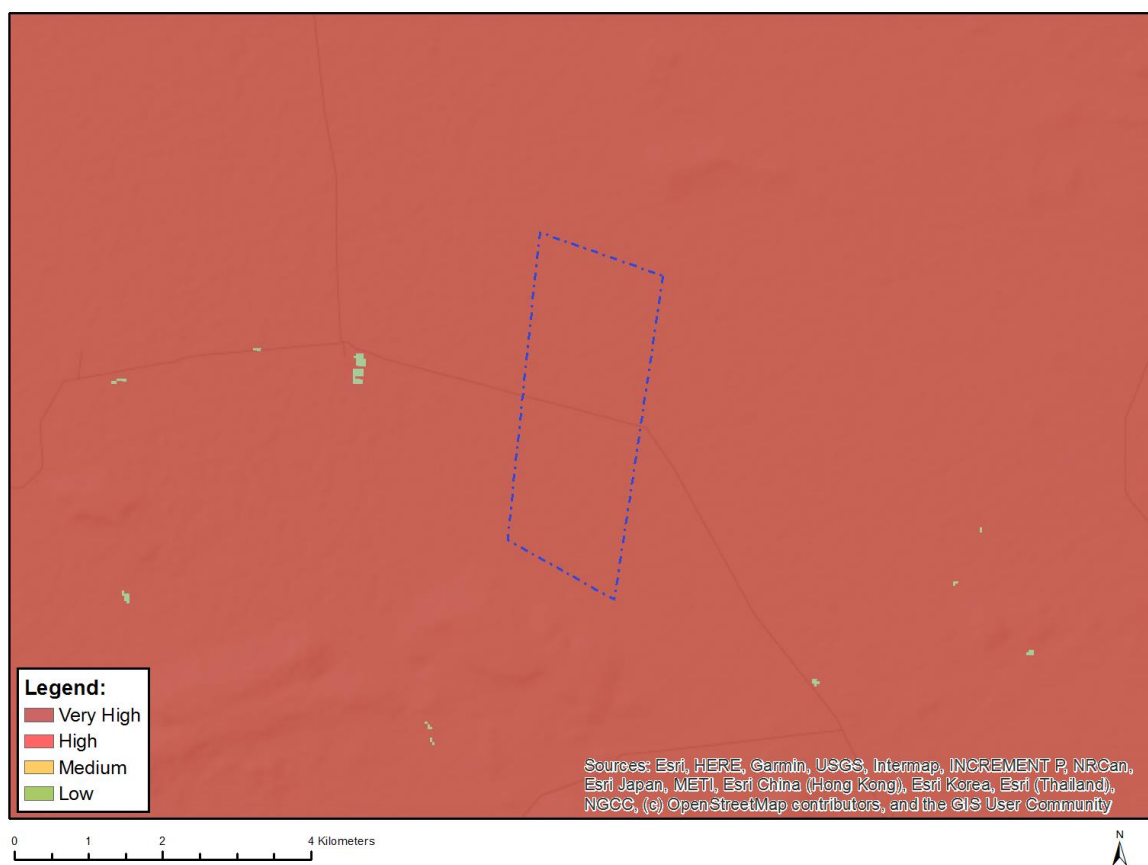 Legend:
Very High
High
Medium
Low
Sources: Esri, HERE, Garmin, USGS, Intermap, INCREMENT P, NRCan,
Esri Japan, METI, Esri China (Hong Kong), Esri Korea, Esri (Thailand),
NGCC, (c) OpenStreetMap contributors, and the GIS User Community
0 1 2 4 Kilometers
N